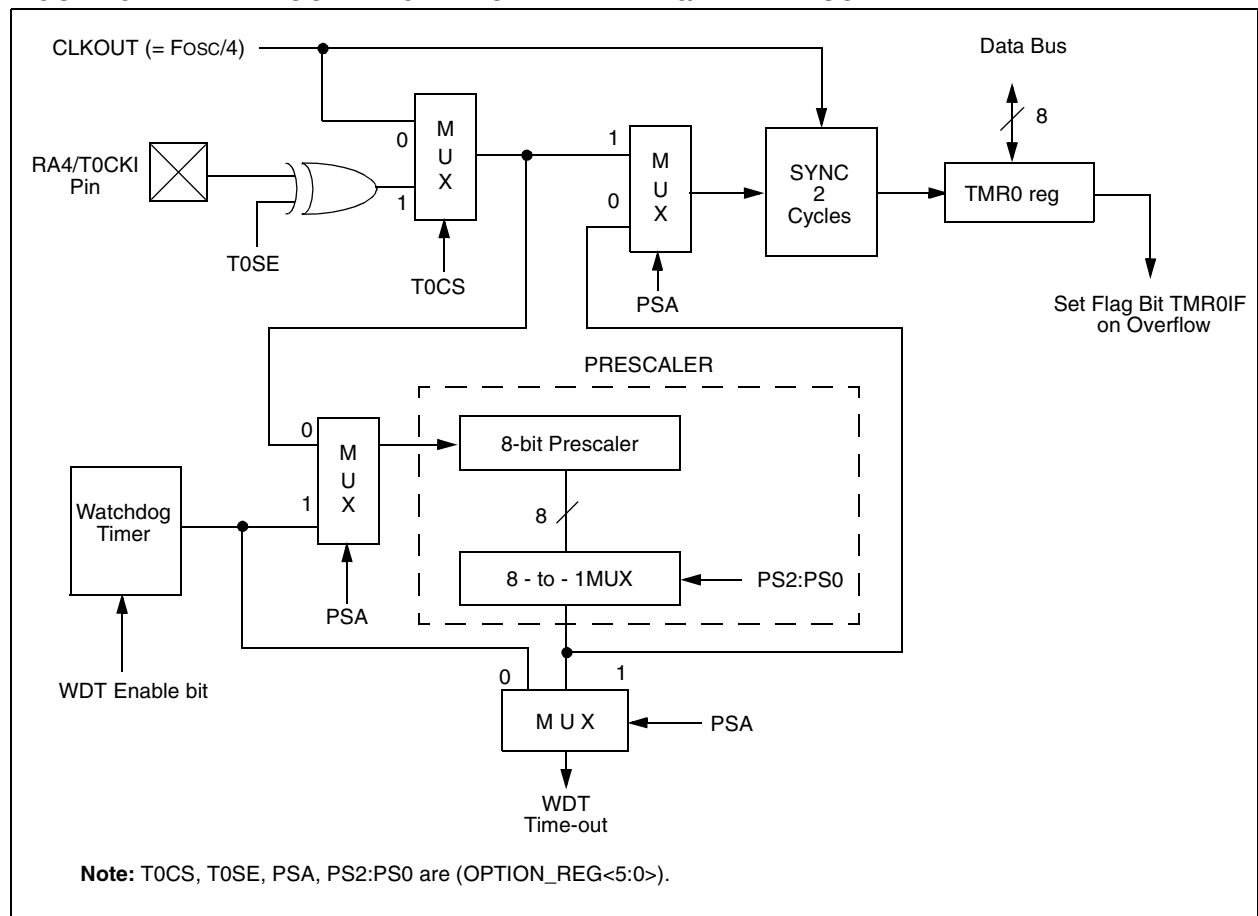 CLKOUT (= FOSC/4)
Data Bus
8
RA4/T0CKI
Pin
T0SE
0
1
M
U
X
T0CS
1
0
M
U
X
PSA
SYNC
2
Cycles
TMR0 reg
Set Flag Bit TMR0IF
on Overflow
PRESCALER
0
1
M
U
X
PSA
8-bit Prescaler
8
8 - to - 1MUX
PS2:PS0
Watchdog
Timer
WDT Enable bit
0
1
M U X
PSA
WDT
Time-out
Note: T0CS, T0SE, PSA, PS2:PS0 are (OPTION_REG<5:0>).